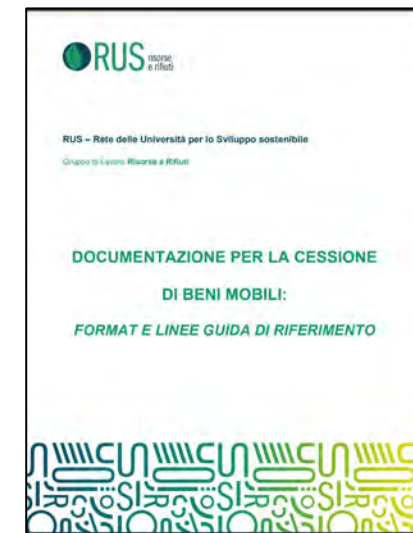 RUS risorse
e rifiuti
RUS – Rete delle Università per lo Sviluppo sostenibile
Gruppo di Lavoro Risorse e Rifiuti
DOCUMENTAZIONE PER LA CESSIONE
DI BENI MOBILI:
FORMAT E LINEE GUIDA DI RIFERIMENTO